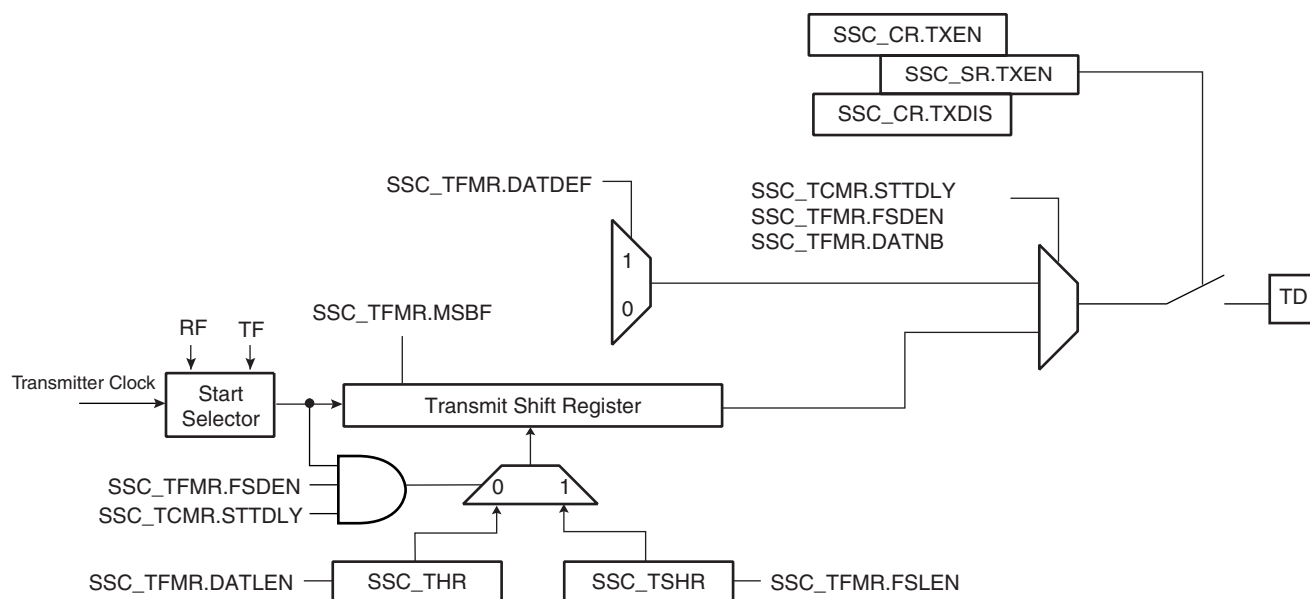 SSC_CR.TXEN
SSC_SR.TXEN
SSC_CR.TXDIS
SSC_TFMR.DATDEF
SSC_TCMR.STTDLY
SSC_TFMR.FSDEN
SSC_TFMR.DATNB
1
0
TD
SSC_TFMR.MSBF
RF
TF
Transmitter Clock
Start
Selector
Transmit Shift Register
SSC_TFMR.FSDEN
SSC_TCMR.STTDLY
0
1
SSC_TFMR.DATLEN
SSC_THR
SSC_TSHR
SSC_TFMR.FSLEN